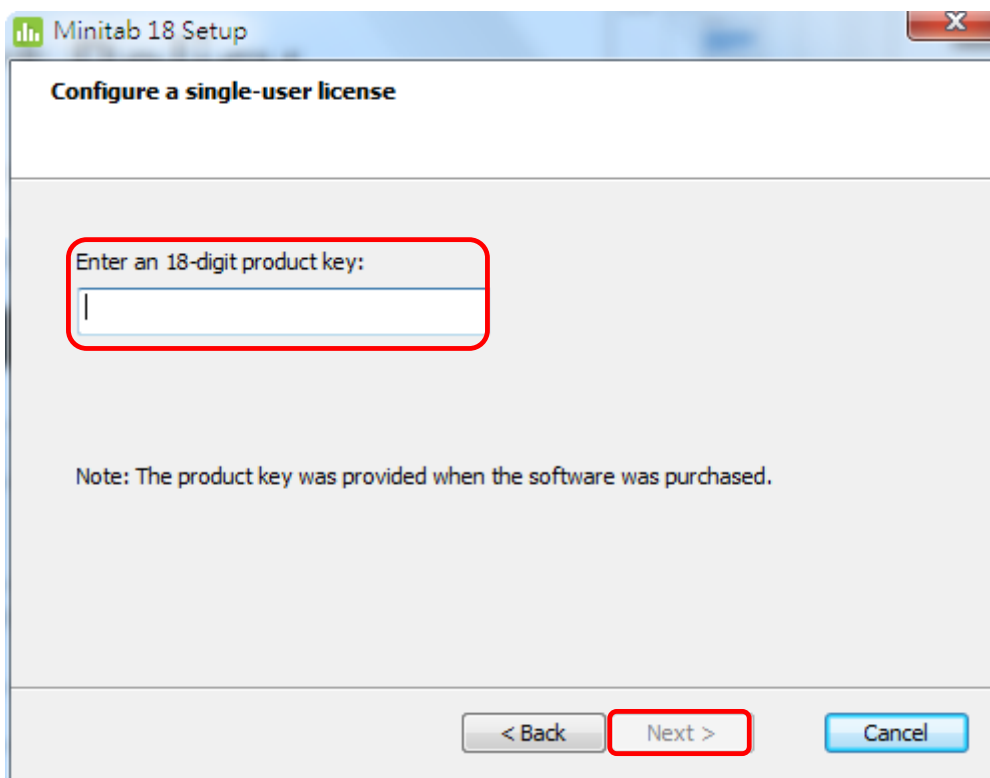 Minitab 18 Setup
Configure a single-user license
Enter an 18-digit product key:
Note: The product key was provided when the software was purchased.
< Back Next > Cancel